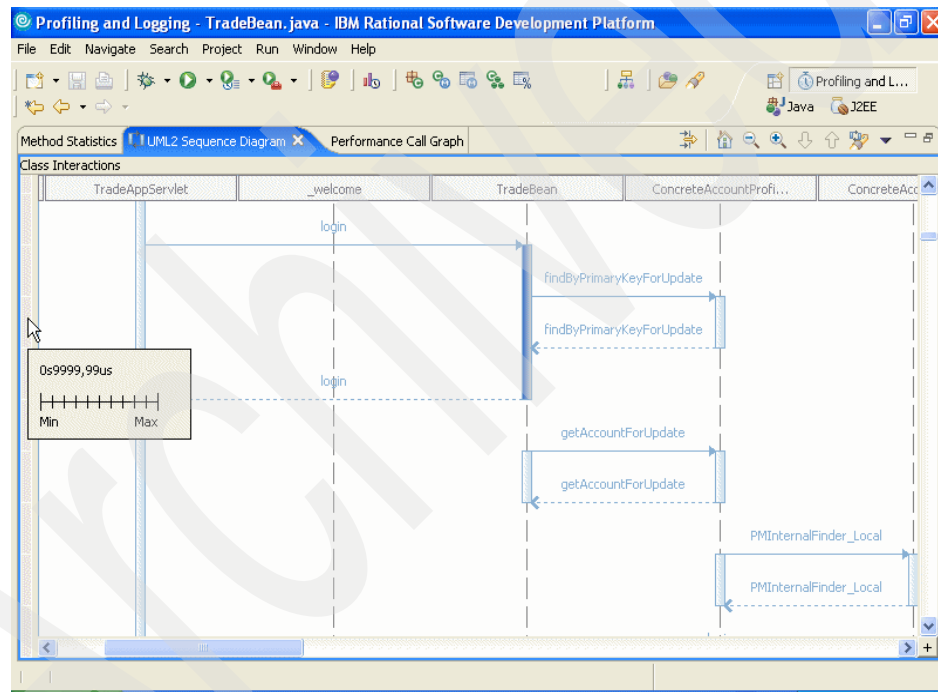 Profiling and Logging - TradeBean.java - IBM Rational Software Development Platform
File Edit Navigate Search Project Run Window Help
Profiling and L...
Java J2EE
Method Statistics UML2 Sequence Diagram Performance Call Graph
Class Interactions
TradeAppServlet _welcome TradeBean ConcreteAccountProfi... ConcreteAcc
login
findByPrimaryKeyForUpdate
findByPrimaryKeyForUpdate
0s9999,99us
Min Max
login
getAccountForUpdate
getAccountForUpdate
PMInternalFinder_Local
PMInternalFinder_Local